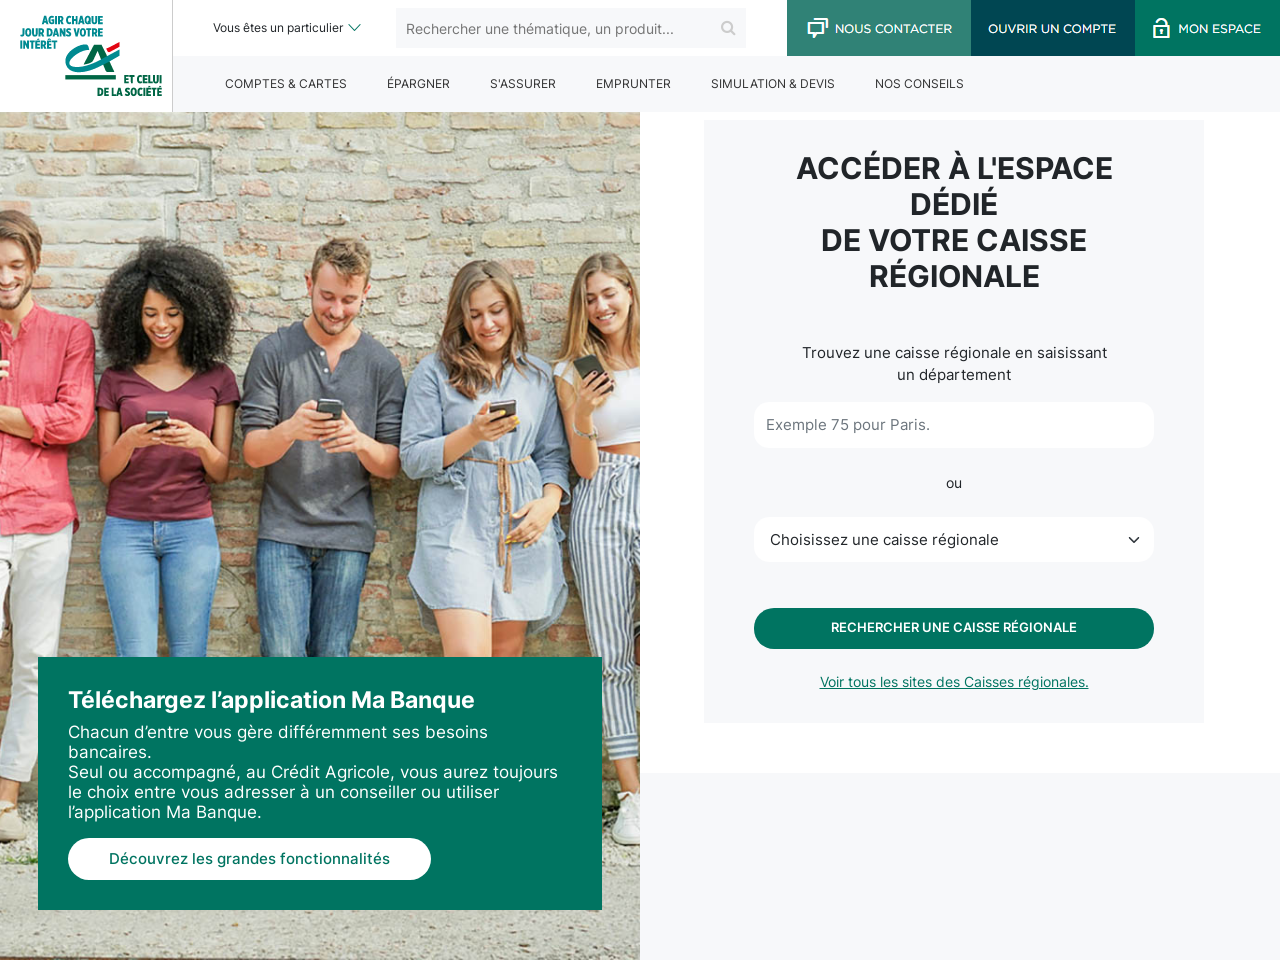 AGIR CHAQUE
JOUR DANS VOTRE
INTÉRÊT
CA
ET CELUI
DE LA SOCIÉTÉ
Vous êtes un particulier
Rechercher une thématique, un produit...
NOUS CONTACTER
OUVRIR UN COMPTE
MON ESPACE
COMPTES & CARTES
ÉPARGNER
S'ASSURER
EMPRUNTER
SIMULATION & DEVIS
NOS CONSEILS
ACCÉDER À L'ESPACE
DÉDIÉ
DE VOTRE CAISSE
RÉGIONALE
Trouvez une caisse régionale en saisissant
un département
Exemple 75 pour Paris.
ou
Choisissez une caisse régionale
RECHERCHER UNE CAISSE RÉGIONALE
Voir tous les sites des Caisses régionales.
Téléchargez l’application Ma Banque
Chacun d’entre vous gère différemment ses besoins
bancaires.
Seul ou accompagné, au Crédit Agricole, vous aurez toujours
le choix entre vous adresser à un conseiller ou utiliser
l’application Ma Banque.
Découvrez les grandes fonctionnalités